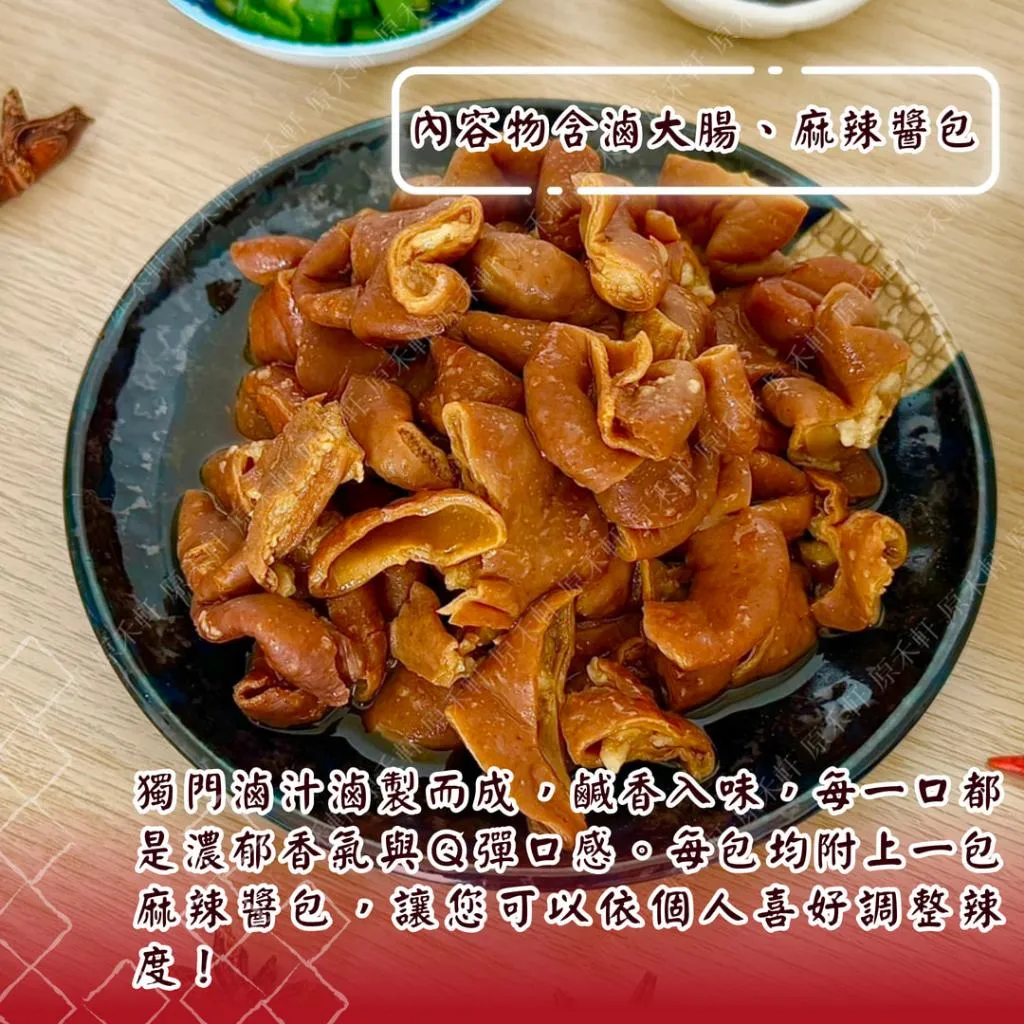 內容物含滷大腸、麻辣醬包
獨門滷汁滷製而成，鹹香入味，每一口都
是濃郁香氣與Q彈口感。每包均附上一包
麻辣醬包，讓您可以依個人喜好調整辣
度！
原禾軒